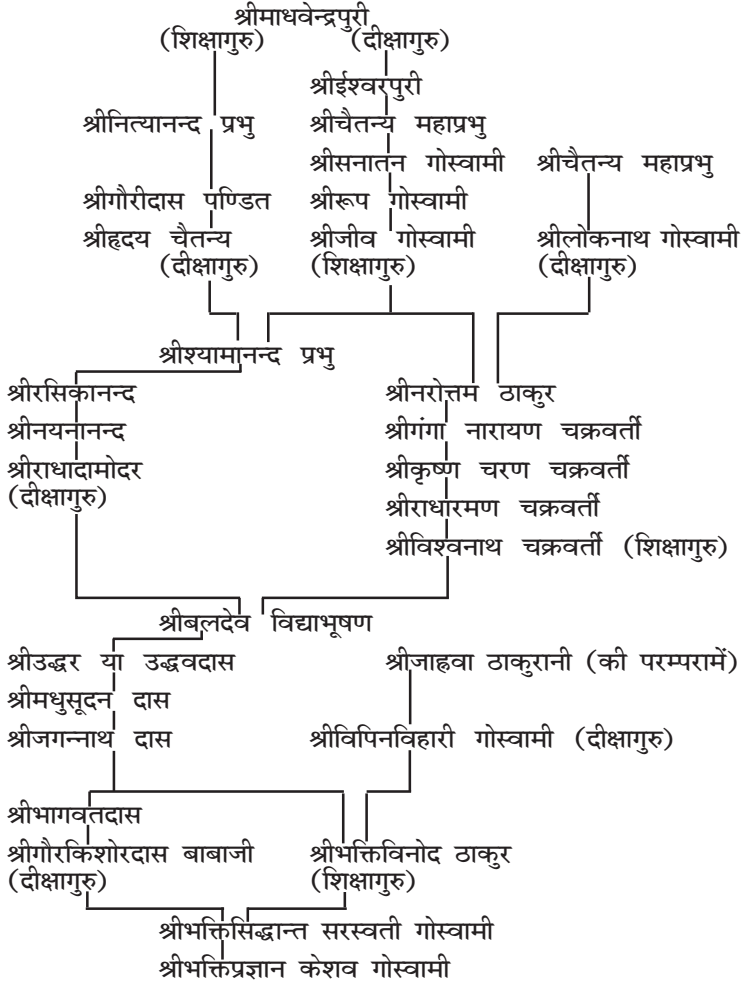 श्रीमाधवेन्द्रपुरी
(शिक्षागुरु) (दीक्षागुरु)
श्रीईश्वरपुरी
श्रीनित्यानन्द प्रभु श्रीचैतन्य महाप्रभु
श्रीसनातन गोस्वामी श्रीचैतन्य महाप्रभु
श्रीगौरीदास पण्डित श्रीरूप गोस्वामी
श्रीहृदय चैतन्य श्रीजीव गोस्वामी श्रीलोकनाथ गोस्वामी
(दीक्षागुरु) (शिक्षागुरु) (दीक्षागुरु)
श्रीश्यामानन्द प्रभु
श्रीरसिकानन्द श्रीनरोत्तम ठाकुर
श्रीनयनानन्द श्रीगंगा नारायण चक्रवर्ती
श्रीराधादामोदर श्रीकृष्ण चरण चक्रवर्ती
(दीक्षागुरु) श्रीराधारमण चक्रवर्ती
श्रीविश्वनाथ चक्रवर्ती (शिक्षागुरु)
श्रीबलदेव विद्याभूषण
श्रीउद्धर या उद्धवदास श्रीजाह्नवा ठाकुरानी (की परम्परामें)
श्रीमधुसूदन दास
श्रीजगन्नाथ दास श्रीविपिनविहारी गोस्वामी (दीक्षागुरु)
श्रीभागवतदास
श्रीगौरकिशोरदास बाबाजी श्रीभक्तिविनोद ठाकुर
(दीक्षागुरु) (शिक्षागुरु)
श्रीभक्तिसिद्धान्त सरस्वती गोस्वामी
श्रीभक्तिप्रज्ञान केशव गोस्वामी